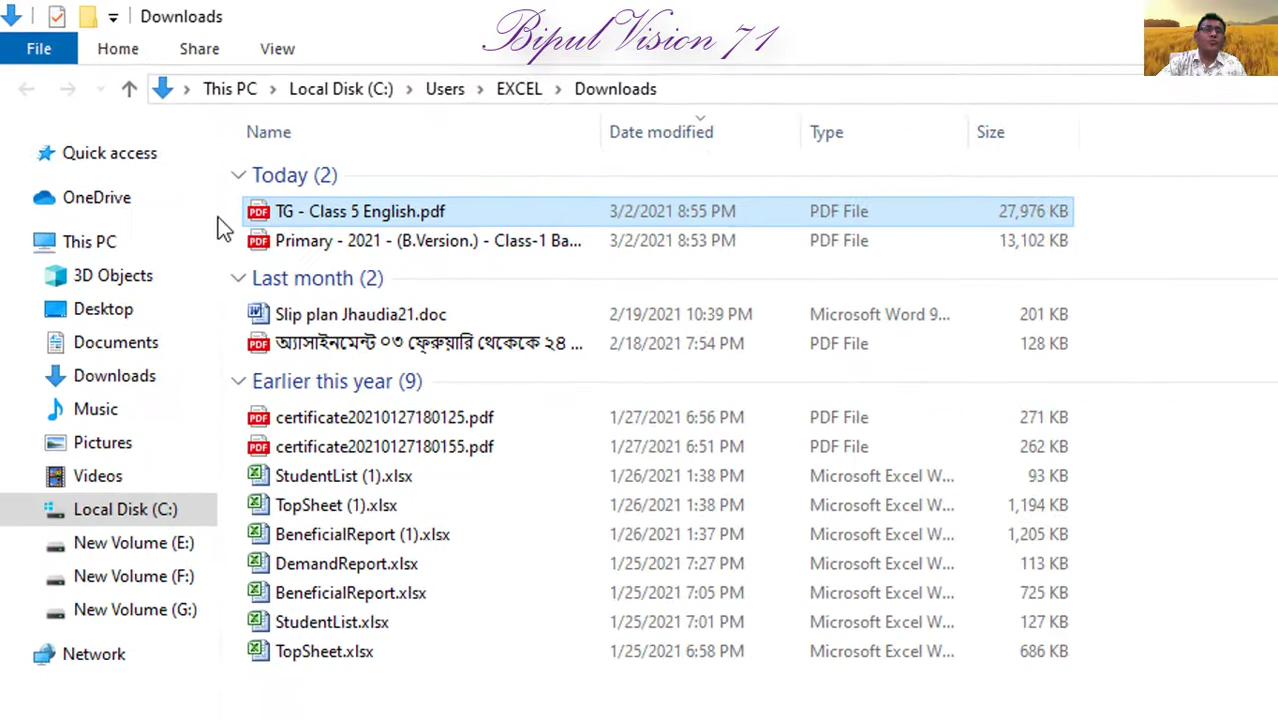 Downloads
Bipul Vision 71
File Home Share View
This PC Local Disk (C:) Users EXCEL Downloads
Name Date modified Type Size
Quick access
OneDrive
This PC
3D Objects
Desktop
Documents
Downloads
Music
Pictures
Videos
Local Disk (C:)
New Volume (E:)
New Volume (F:)
New Volume (G:)
Network
Today (2)
TG - Class 5 English.pdf 3/2/2021 8:55 PM PDF File 27,976 KB
Primary - 2021 - (B.Version.) - Class-1 Ba... 3/2/2021 8:53 PM PDF File 13,102 KB
Last month (2)
Slip plan Jhaudia21.doc 2/19/2021 10:39 PM Microsoft Word 9... 201 KB
অ্যাসাইনমেন্ট ০৩ ফ্রেুয়ারি থেকেকে ২৪ ... 2/18/2021 7:54 PM PDF File 128 KB
Earlier this year (9)
certificate20210127180125.pdf 1/27/2021 6:56 PM PDF File 271 KB
certificate20210127180155.pdf 1/27/2021 6:51 PM PDF File 262 KB
StudentList (1).xlsx 1/26/2021 1:38 PM Microsoft Excel W... 93 KB
TopSheet (1).xlsx 1/26/2021 1:38 PM Microsoft Excel W... 1,194 KB
BeneficialReport (1).xlsx 1/26/2021 1:37 PM Microsoft Excel W... 1,205 KB
DemandReport.xlsx 1/25/2021 7:27 PM Microsoft Excel W... 113 KB
BeneficialReport.xlsx 1/25/2021 7:05 PM Microsoft Excel W... 725 KB
StudentList.xlsx 1/25/2021 7:01 PM Microsoft Excel W... 127 KB
TopSheet.xlsx 1/25/2021 6:58 PM Microsoft Excel W... 686 KB